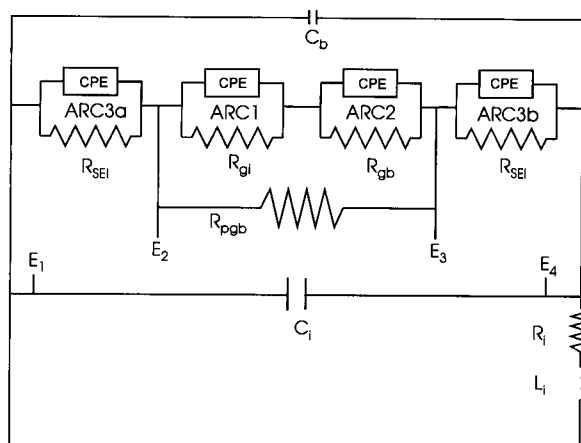 C_b
CPE CPE CPE CPE
ARC3a ARC1 ARC2 ARC3b
R_SEI R_gi R_gb R_SEI
R_pgb
E_2 E_3
E_1 E_4
C_i
R_i
L_i